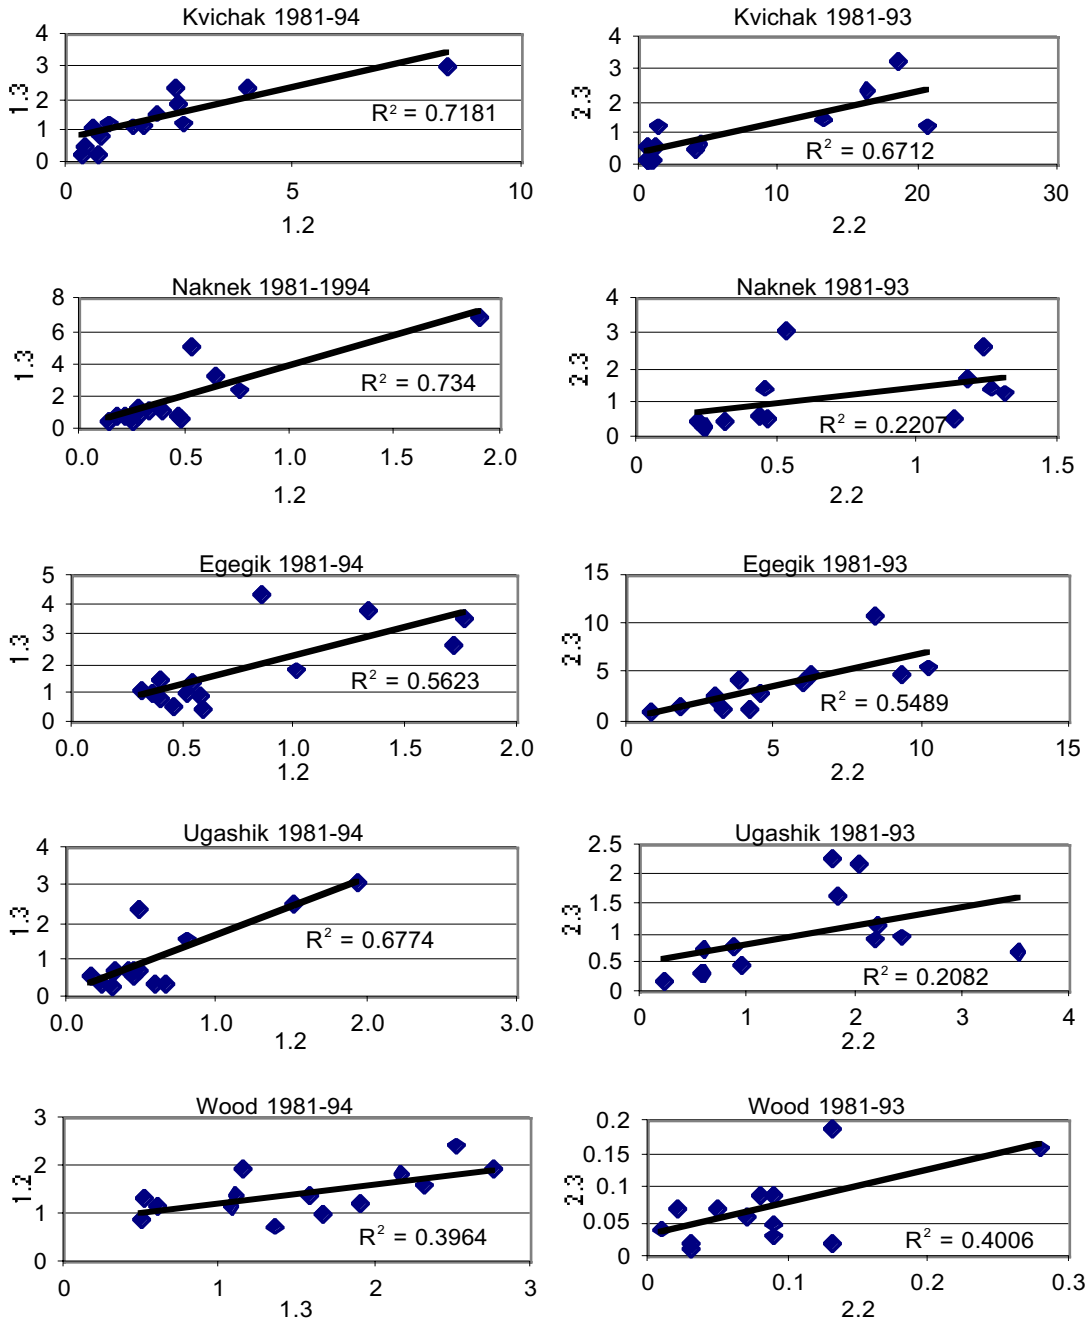 Kvichak 1981-94
4
3
2
1
0
1.3
R² = 0.7181
0 5 10
1.2
Kvichak 1981-93
4
3
2
1
0
2.3
R² = 0.6712
0 10 20 30
2.2
Naknek 1981-1994
8
6
4
2
0
1.3
R² = 0.734
0.0 0.5 1.0 1.5 2.0
1.2
Naknek 1981-93
4
3
2
1
0
2.3
R² = 0.2207
0 0.5 1 1.5
2.2
Egegik 1981-94
5
4
3
2
1
0
1.3
R² = 0.5623
0.0 0.5 1.0 1.5 2.0
1.2
Egegik 1981-93
15
10
5
0
2.3
R² = 0.5489
0 5 10 15
2.2
Ugashik 1981-94
4
3
2
1
0
1.3
R² = 0.6774
0.0 1.0 2.0 3.0
1.2
Ugashik 1981-93
2.5
2
1.5
1
0.5
0
2.3
R² = 0.2082
0 1 2 3 4
2.2
Wood 1981-94
3
2
1
0
1.2
R² = 0.3964
0 1 2 3
1.3
Wood 1981-93
0.2
0.15
0.1
0.05
0
2.3
R² = 0.4006
0 0.1 0.2 0.3
2.2